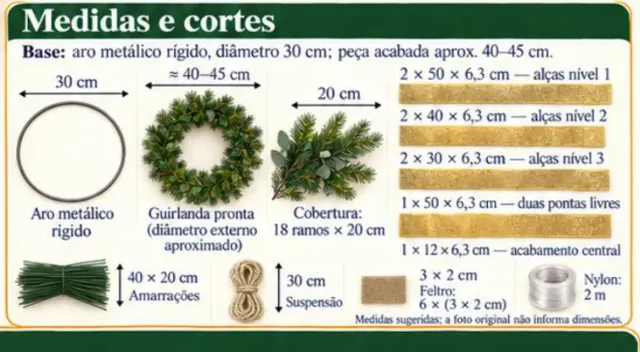 Medidas e cortes
Base: aro metálico rígido, diâmetro 30 cm; peça acabada aprox. 40–45 cm.
30 cm
≈ 40–45 cm
20 cm
Aro metálico
rígido
Guirlanda pronta
(diâmetro externo
aproximado)
Cobertura:
18 ramos × 20 cm
2 × 50 × 6,3 cm — alças nível 1
2 × 40 × 6,3 cm — alças nível 2
2 × 30 × 6,3 cm — alças nível 3
1 × 50 × 6,3 cm — duas pontas livres
1 × 12 × 6,3 cm — acabamento central
40 × 20 cm
Amarrações
30 cm
Suspensão
3 × 2 cm
Feltro:
6 × (3 × 2 cm)
Nylon:
2 m
Medidas sugeridas; a foto original não informa dimensões.